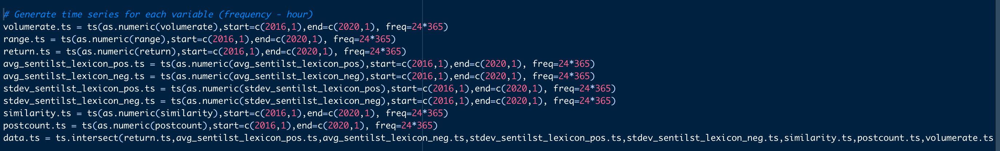 # Generate time series for each variable (frequency - hour)
volumerate.ts = ts(as.numeric(volumerate),start=c(2016,1),end=c(2020,1), freq=24*365)
range.ts = ts(as.numeric(range),start=c(2016,1),end=c(2020,1), freq=24*365)
return.ts = ts(as.numeric(return),start=c(2016,1),end=c(2020,1), freq=24*365)
avg_sentilst_lexicon_pos.ts = ts(as.numeric(avg_sentilst_lexicon_pos),start=c(2016,1),end=c(2020,1), freq=24*365)
avg_sentilst_lexicon_neg.ts = ts(as.numeric(avg_sentilst_lexicon_neg),start=c(2016,1),end=c(2020,1), freq=24*365)
stdev_sentilst_lexicon_pos.ts = ts(as.numeric(stdev_sentilst_lexicon_pos),start=c(2016,1),end=c(2020,1), freq=24*365)
stdev_sentilst_lexicon_neg.ts = ts(as.numeric(stdev_sentilst_lexicon_neg),start=c(2016,1),end=c(2020,1), freq=24*365)
similarity.ts = ts(as.numeric(similarity),start=c(2016,1),end=c(2020,1), freq=24*365)
postcount.ts = ts(as.numeric(postcount),start=c(2016,1),end=c(2020,1), freq=24*365)
data.ts = ts.intersect(return.ts,avg_sentilst_lexicon_pos.ts,avg_sentilst_lexicon_neg.ts,stdev_sentilst_lexicon_pos.ts,stdev_sentilst_lexicon_neg.ts,similarity.ts,postcount.ts,volumerate.ts